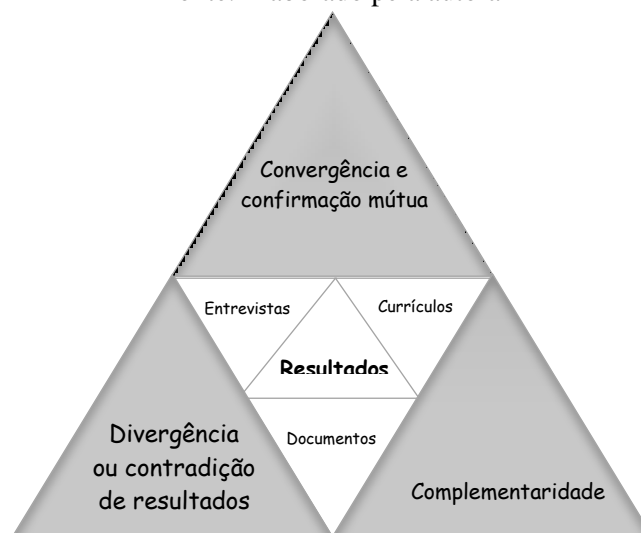 Convergência e
confirmação mútua
Entrevistas
Currículos
Resultados
Documentos
Divergência
ou contradição
de resultados
Complementaridade